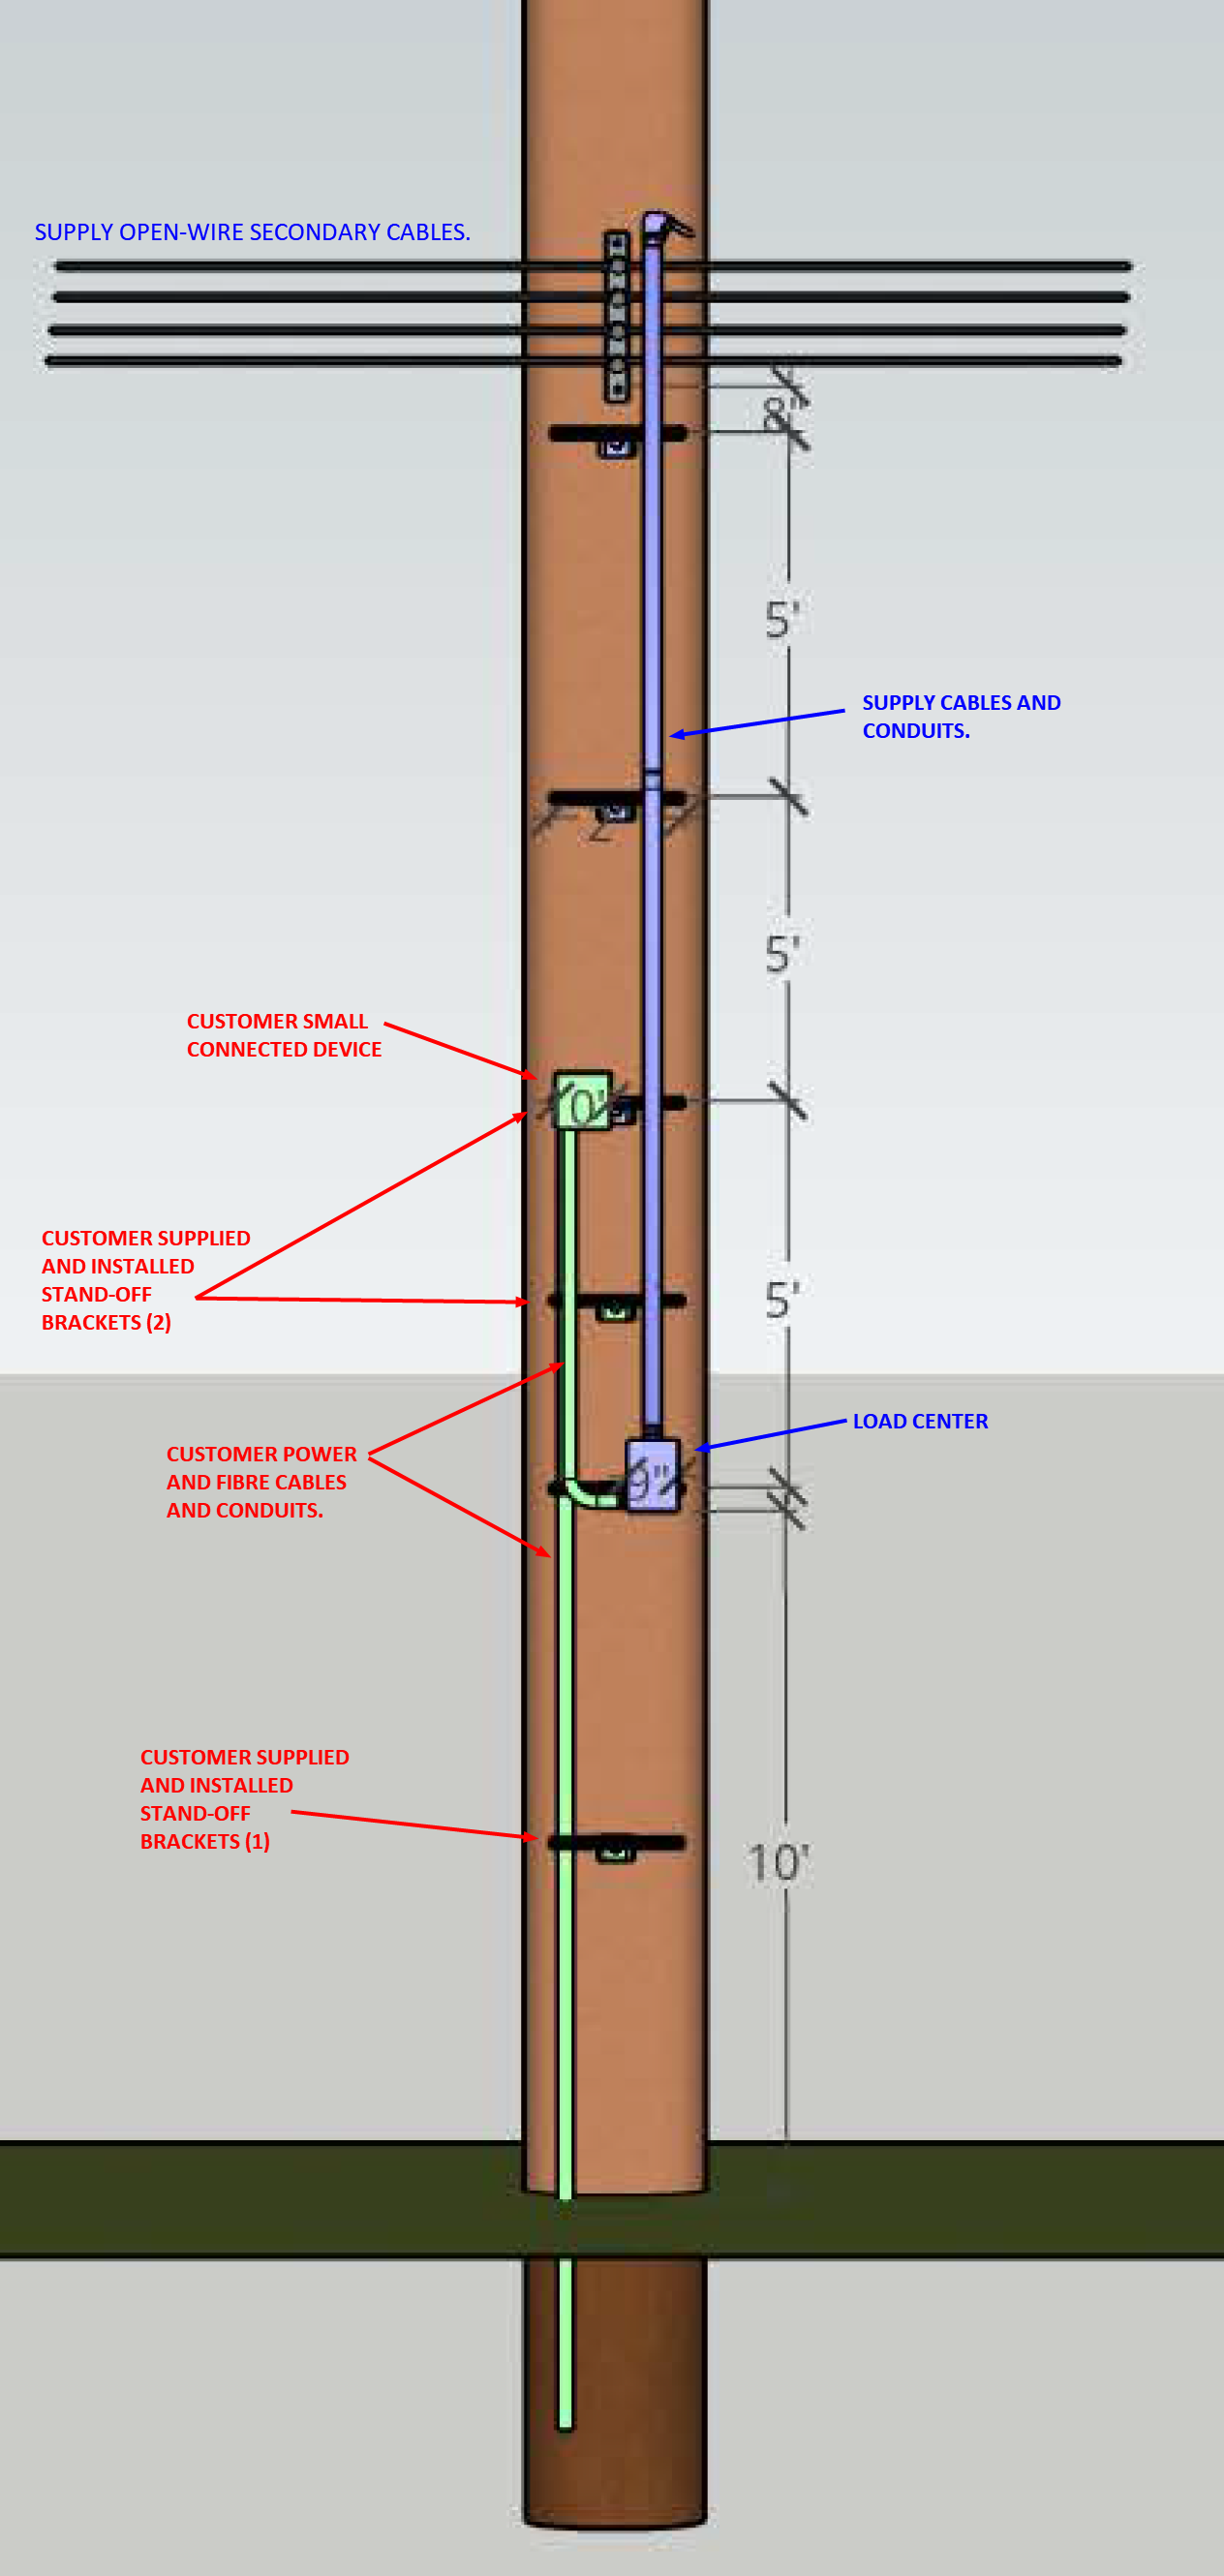 SUPPLY OPEN-WIRE SECONDARY CABLES.
8"
5'
SUPPLY CABLES AND
CONDUITS.
5'
CUSTOMER SMALL
CONNECTED DEVICE
0'
CUSTOMER SUPPLIED
AND INSTALLED
STAND-OFF
BRACKETS (2)
5'
LOAD CENTER
CUSTOMER POWER
AND FIBRE CABLES
AND CONDUITS.
9"
CUSTOMER SUPPLIED
AND INSTALLED
STAND-OFF
BRACKETS (1)
10'